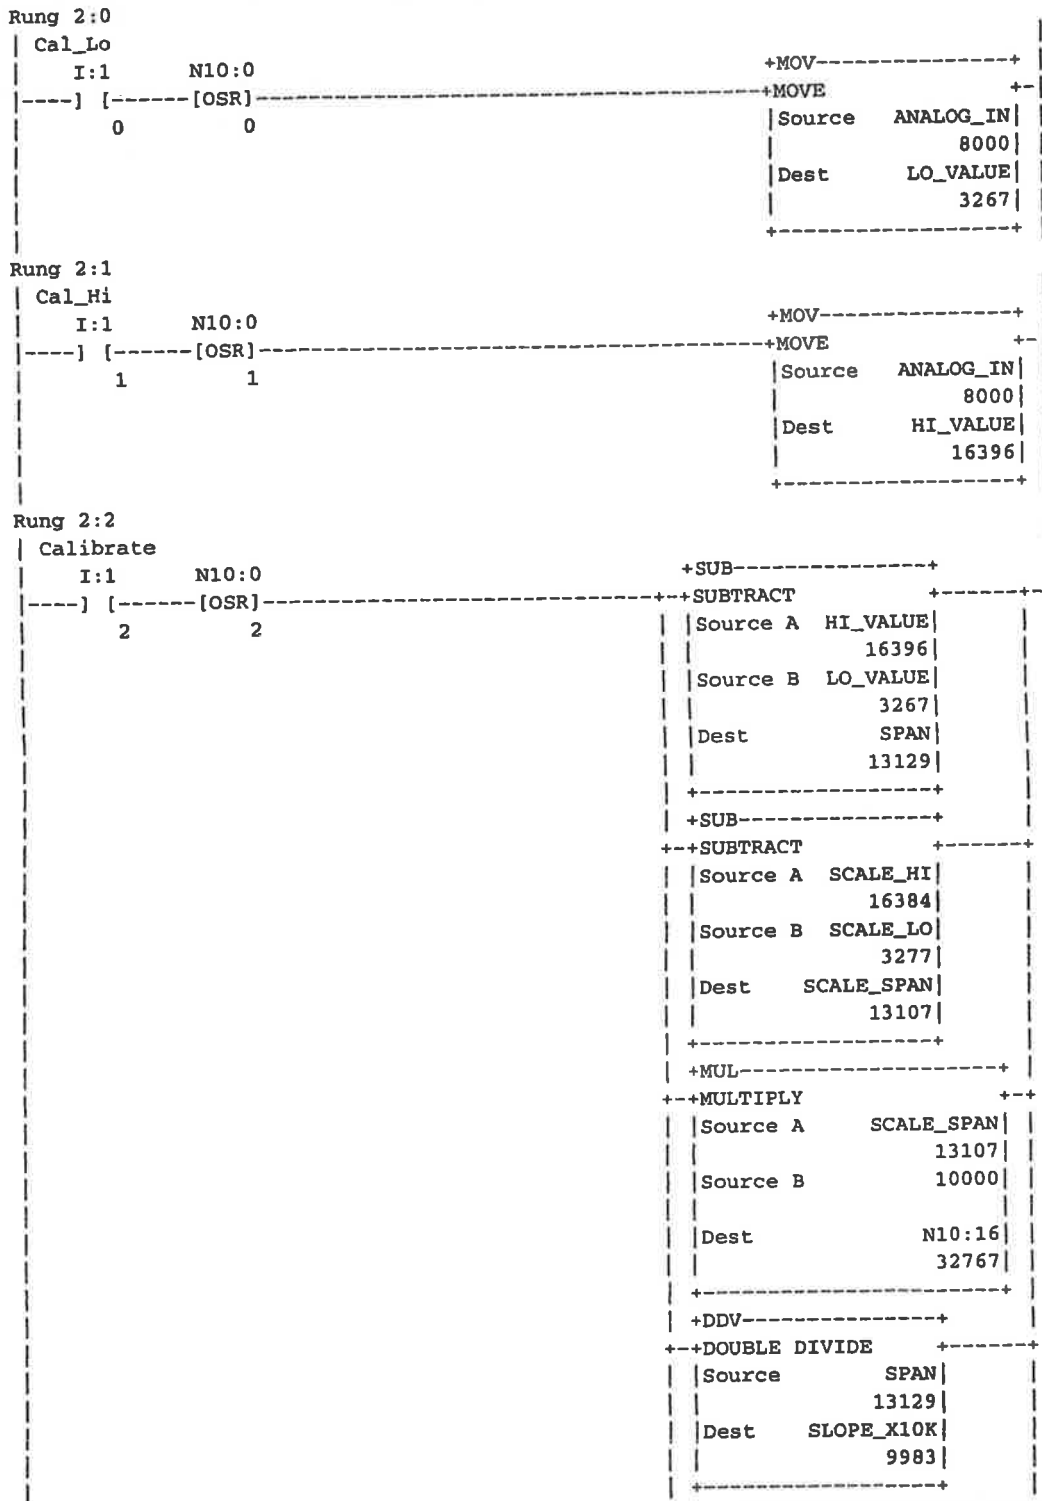 Rung 2:0
| Cal_Lo |
| I:1 N10:0 +MOV---------------+ |
|----] [------[OSR]---------------------------------------+MOVE +-|
| 0 0 |Source ANALOG_IN| |
| | 8000| |
| |Dest LO_VALUE| |
| | 3267| |
| +------------------+ |
Rung 2:1
| Cal_Hi
| I:1 N10:0 +MOV---------------+
|----] [------[OSR]---------------------------------------+MOVE +-
| 1 1 |Source ANALOG_IN|
| | 8000|
| |Dest HI_VALUE|
| | 16396|
| +------------------+
Rung 2:2
| Calibrate
| I:1 N10:0 +SUB---------------+
|----] [------[OSR]------------------------------+-+SUBTRACT +------+-
| 2 2 | |Source A HI_VALUE| |
| | | 16396| |
| | |Source B LO_VALUE| |
| | | 3267| |
| | |Dest SPAN| |
| | | 13129| |
| | +------------------+ |
| | +SUB---------------+ |
| +-+SUBTRACT +------+
| | |Source A SCALE_HI| |
| | | 16384| |
| | |Source B SCALE_LO| |
| | | 3277| |
| | |Dest SCALE_SPAN| |
| | | 13107| |
| | +------------------+ |
| | +MUL--------------------+ |
| +-+MULTIPLY +-+
| | |Source A SCALE_SPAN| |
| | | 13107| |
| | |Source B 10000| |
| | | | |
| | |Dest N10:16| |
| | | 32767| |
| | +-----------------------+ |
| | +DDV---------------+ |
| +-+DOUBLE DIVIDE +------+
| | |Source SPAN| |
| | | 13129| |
| | |Dest SLOPE_X10K| |
| | | 9983| |
| | +------------------+ |